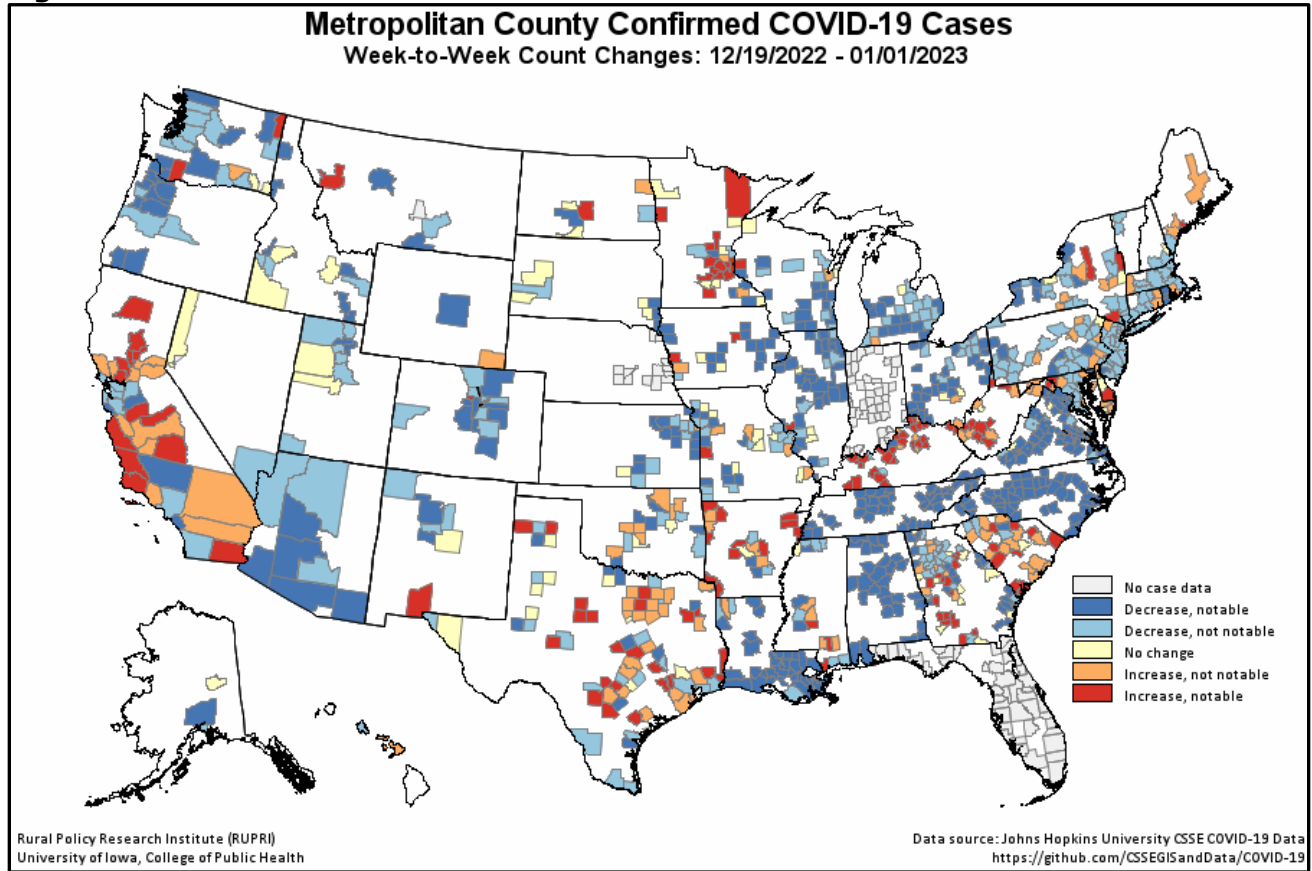 Metropolitan County Confirmed COVID-19 Cases
Week-to-Week Count Changes: 12/19/2022 - 01/01/2023
No case data
Decrease, notable
Decrease, not notable
No change
Increase, not notable
Increase, notable
Rural Policy Research Institute (RUPRI)
University of Iowa, College of Public Health
Data source: Johns Hopkins University CSSE COVID-19 Data
https://github.com/CSSEGISandData/COVID-19